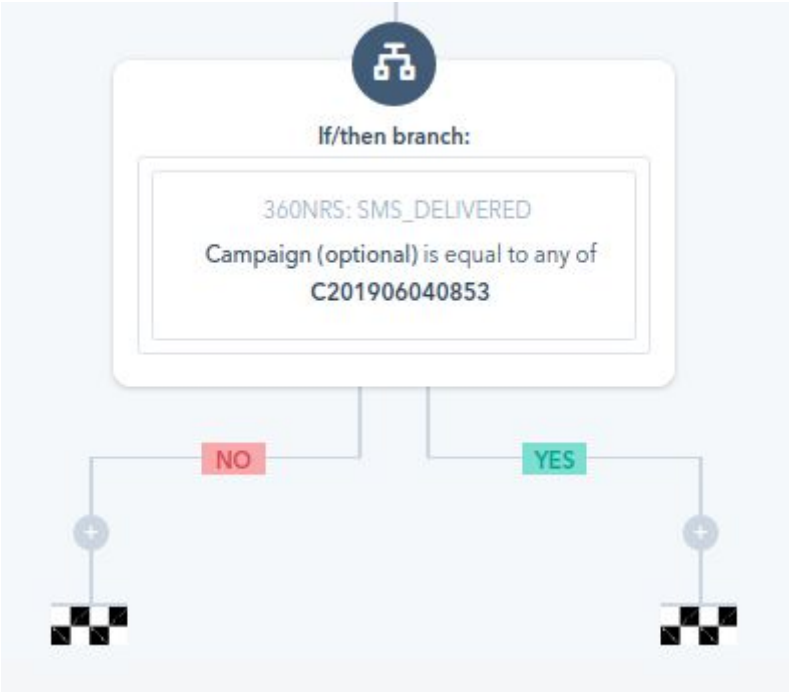 If/then branch:
360NRS: SMS_DELIVERED
Campaign (optional) is equal to any of
C201906040853
NO
YES